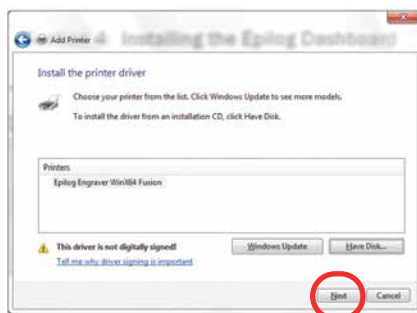 Add Printer
4 Installing the Epilog Dashboard
Install the printer driver
Choose your printer from the list. Click Windows Update to see more models.
To install the driver from an installation CD, click Have Disk.
Printers
Epilog Engraver WinX64 Fusion
This driver is not digitally signed!
Windows Update
Have Disk...
Tell me why driver signing is important
Next
Cancel